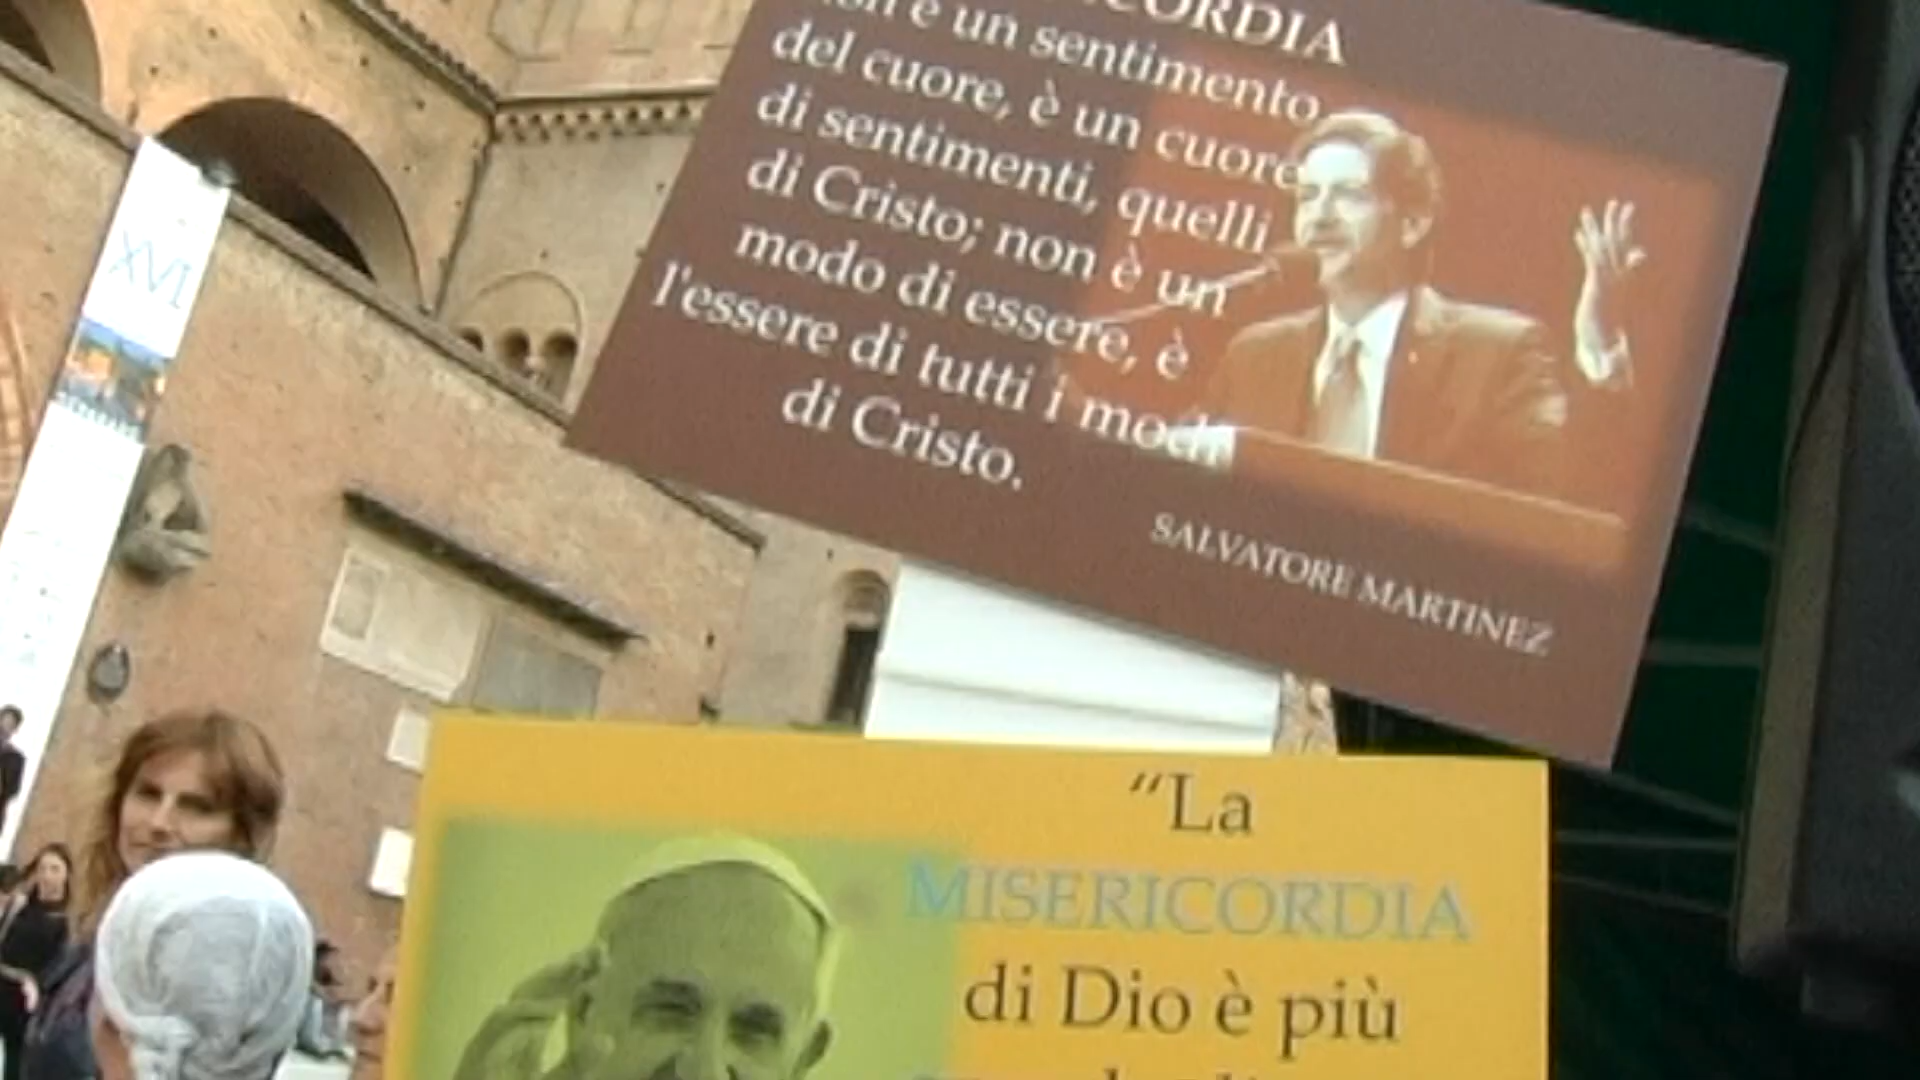 XVI
CORDIA
non è un sentimento
del cuore, è un cuore
di sentimenti, quelli
di Cristo; non è un
modo di essere, è
l'essere di tutti i modi
di Cristo.
SALVATORE MARTINEZ
“La
MISERICORDIA
di Dio è più